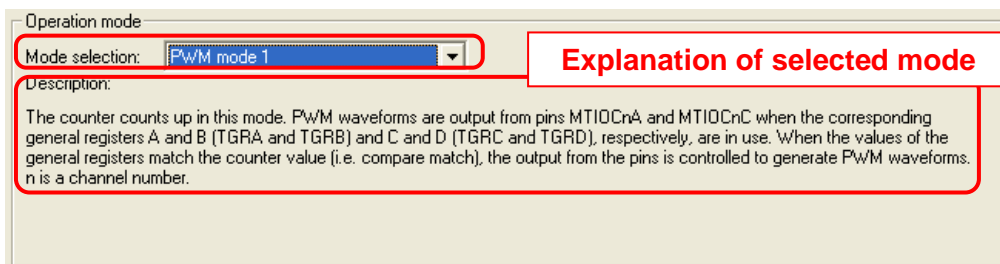 Operation mode
Mode selection: PWM mode 1
Explanation of selected mode
Description:
The counter counts up in this mode. PWM waveforms are output from pins MTIOCnA and MTIOCnC when the corresponding
general registers A and B (TGRA and TGRB) and C and D (TGRC and TGRD), respectively, are in use. When the values of the
general registers match the counter value (i.e. compare match), the output from the pins is controlled to generate PWM waveforms.
n is a channel number.